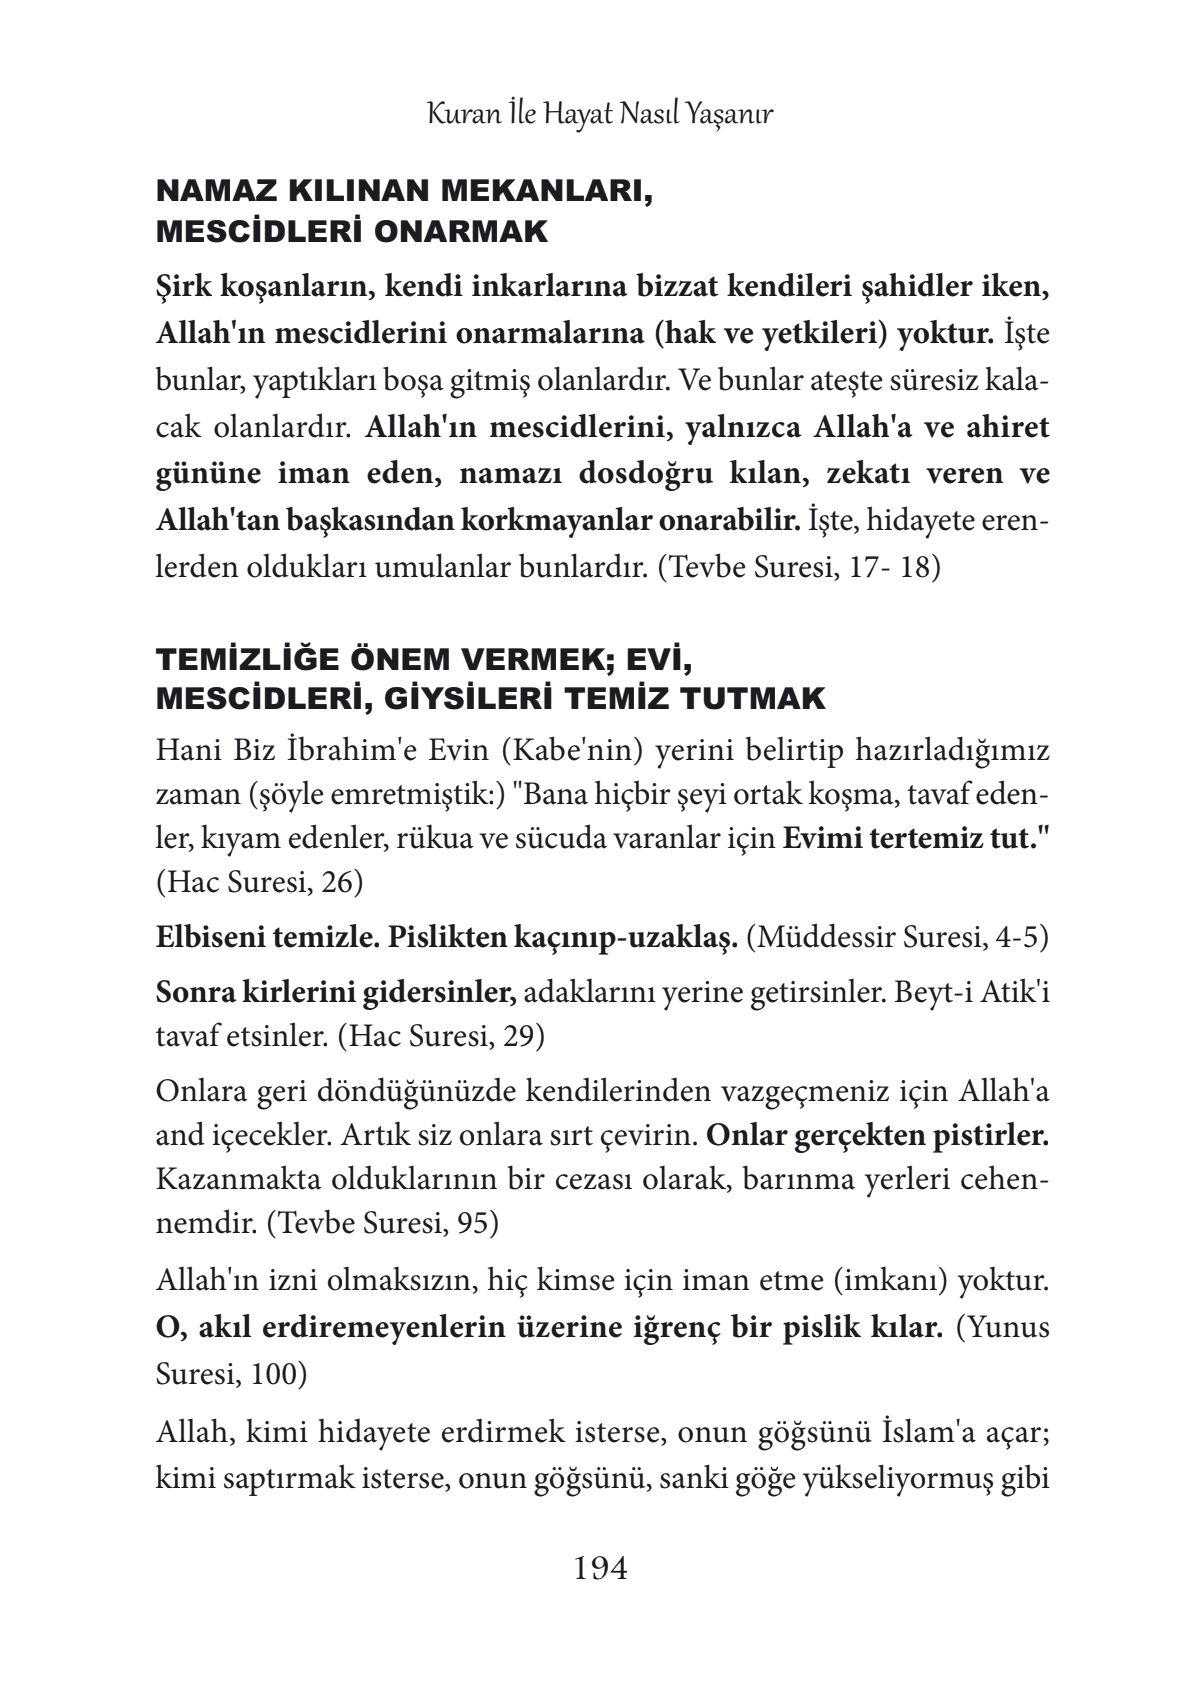 Kuran İle Hayat Nasıl Yaşanır
NAMAZ KILINAN MEKANLARI,
MESCİDLERİ ONARMAK
Şirk koşanların, kendi inkarlarına bizzat kendileri şahidler iken,
Allah'ın mescidlerini onarmalarına (hak ve yetkileri) yoktur. İşte
bunlar, yaptıkları boşa gitmiş olanlardır. Ve bunlar ateşte süresiz kala-
cak olanlardır. Allah'ın mescidlerini, yalnızca Allah'a ve ahiret
gününe iman eden, namazı dosdoğru kılan, zekatı veren ve
Allah'tan başkasından korkmayanlar onarabilir. İşte, hidayete eren-
lerden oldukları umulanlar bunlardır. (Tevbe Suresi, 17- 18)
TEMİZLİĞE ÖNEM VERMEK; EVİ,
MESCİDLERİ, GİYSİLERİ TEMİZ TUTMAK
Hani Biz İbrahim'e Evin (Kabe'nin) yerini belirtip hazırladığımız
zaman (şöyle emretmiştik:) "Bana hiçbir şeyi ortak koşma, tavaf eden-
ler, kıyam edenler, rükua ve sücuda varanlar için Evimi tertemiz tut."
(Hac Suresi, 26)
Elbiseni temizle. Pislikten kaçınıp-uzaklaş. (Müddessir Suresi, 4-5)
Sonra kirlerini gidersinler, adaklarını yerine getirsinler. Beyt-i Atik'i
tavaf etsinler. (Hac Suresi, 29)
Onlara geri döndüğünüzde kendilerinden vazgeçmeniz için Allah'a
and içecekler. Artık siz onlara sırt çevirin. Onlar gerçekten pistirler.
Kazanmakta olduklarının bir cezası olarak, barınma yerleri cehen-
nemdir. (Tevbe Suresi, 95)
Allah'ın izni olmaksızın, hiç kimse için iman etme (imkanı) yoktur.
O, akıl erdiremeyenlerin üzerine iğrenç bir pislik kılar. (Yunus
Suresi, 100)
Allah, kimi hidayete erdirmek isterse, onun göğsünü İslam'a açar;
kimi saptırmak isterse, onun göğsünü, sanki göğe yükseliyormuş gibi
194